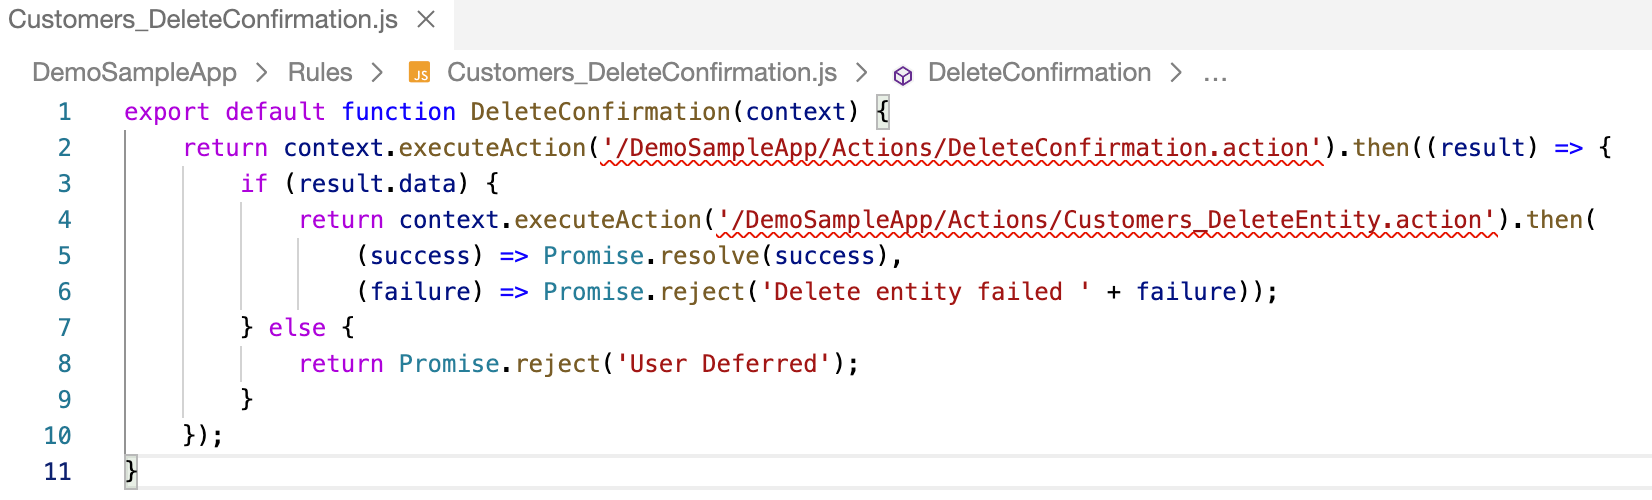 Customers_DeleteConfirmation.js ×
DemoSampleApp > Rules > JS Customers_DeleteConfirmation.js > DeleteConfirmation > ...
1 export default function DeleteConfirmation(context) {
2 return context.executeAction('/DemoSampleApp/Actions/DeleteConfirmation.action').then((result) => {
3 if (result.data) {
4 return context.executeAction('/DemoSampleApp/Actions/Customers_DeleteEntity.action').then(
5 (success) => Promise.resolve(success),
6 (failure) => Promise.reject('Delete entity failed ' + failure));
7 } else {
8 return Promise.reject('User Deferred');
9 }
10 });
11 }